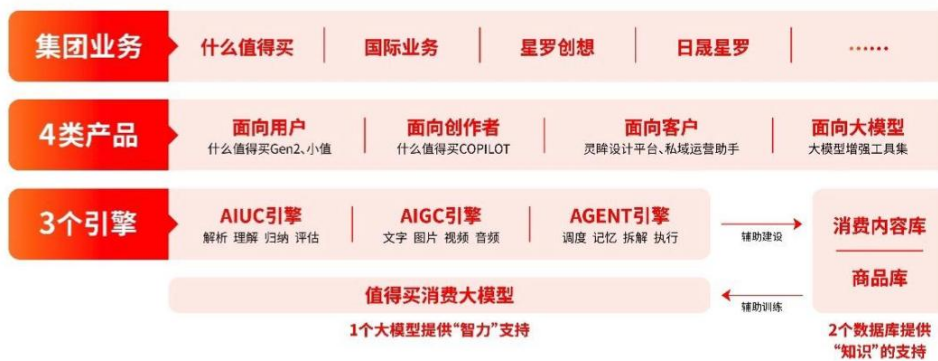 集团业务
什么值得买
国际业务
星罗创想
日晟星罗
……
4类产品
面向用户
什么值得买Gen2、小值
面向创作者
什么值得买COPILOT
面向客户
灵眸设计平台、私域运营助手
面向大模型
大模型增强工具集
3个引擎
AIUC引擎
解析 理解 归纳 评估
AIGC引擎
文字 图片 视频 音频
AGENT引擎
调度 记忆 拆解 执行
辅助建设
消费内容库
商品库
值得买消费大模型
辅助训练
1个大模型提供“智力”支持
2个数据库提供
“知识”的支持